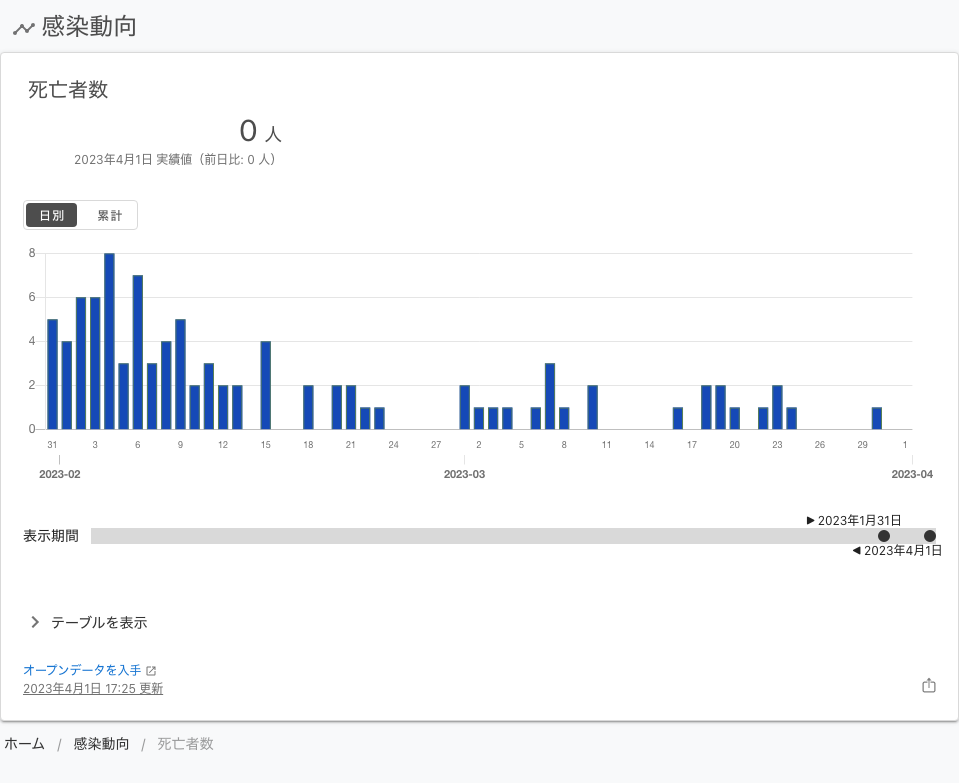 感染動向
死亡者数
0 人
2023年4月1日 実績値（前日比: 0 人）
日別 累計
8
6
4
2
0
31 3 6 9 12 15 18 21 24 27 2 5 8 11 14 17 20 23 26 29 1
2023-02 2023-03 2023-04
▶ 2023年1月31日
表示期間
◀ 2023年4月1日
テーブルを表示
オープンデータを入手
2023年4月1日 17:25 更新
ホーム / 感染動向 / 死亡者数